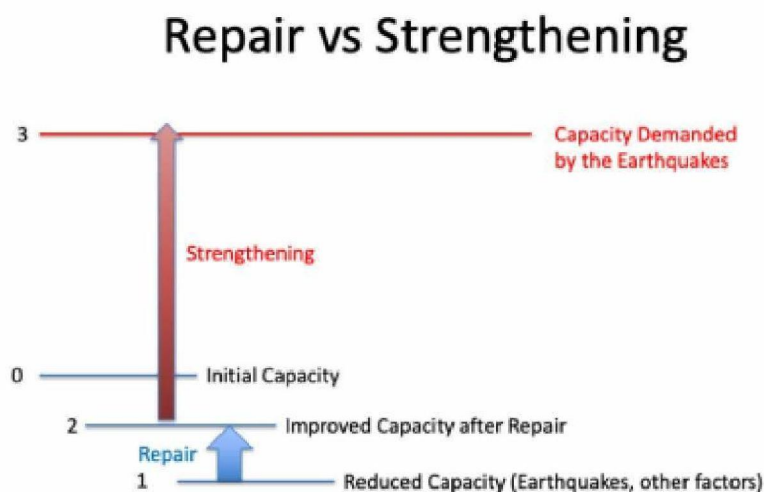 Repair vs Strengthening
3
Capacity Demanded
by the Earthquakes
Strengthening
0
Initial Capacity
2
Improved Capacity after Repair
Repair
1
Reduced Capacity (Earthquakes, other factors)